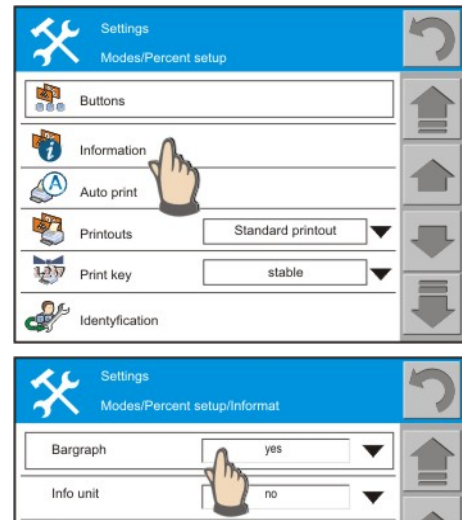 Settings
Modes/Percent setup
Buttons
Information
Auto print
Printouts Standard printout
Print key stable
Identyfication
Settings
Modes/Percent setup/Informat
Bargraph yes
Info unit no